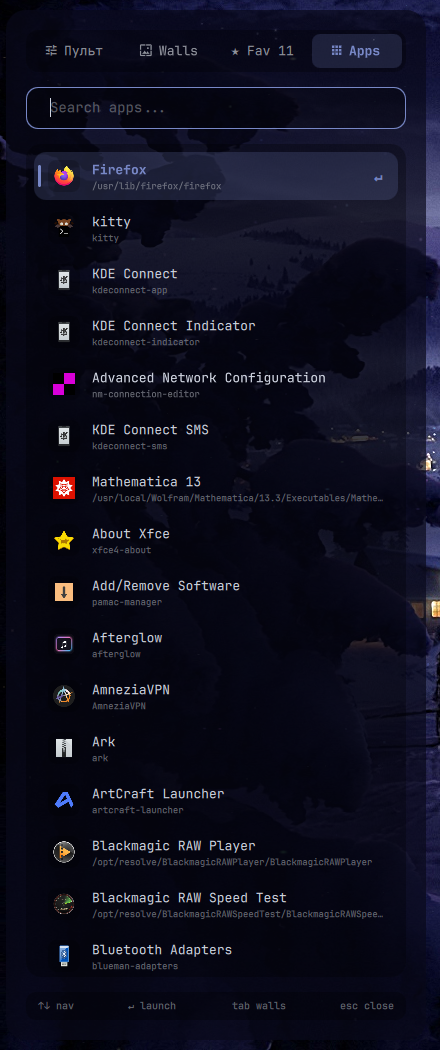 Пульт Walls ★ Fav 11 Apps
Search apps...
Firefox ↵
/usr/lib/firefox/firefox
kitty
kitty
KDE Connect
kdeconnect-app
KDE Connect Indicator
kdeconnect-indicator
Advanced Network Configuration
nm-connection-editor
KDE Connect SMS
kdeconnect-sms
Mathematica 13
/usr/local/Wolfram/Mathematica/13.3/Executables/Mathe…
About Xfce
xfce4-about
Add/Remove Software
pamac-manager
Afterglow
afterglow
AmneziaVPN
AmneziaVPN
Ark
ark
ArtCraft Launcher
artcraft-launcher
Blackmagic RAW Player
/opt/resolve/BlackmagicRAWPlayer/BlackmagicRAWPlayer
Blackmagic RAW Speed Test
/opt/resolve/BlackmagicRAWSpeedTest/BlackmagicRAWSpee…
Bluetooth Adapters
blueman-adapters
↑↓ nav ↵ launch tab walls esc close